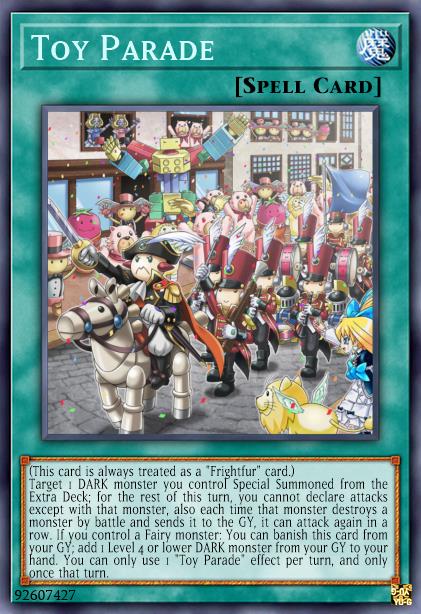 TOY PARADE
魔
[SPELL CARD]
(This card is always treated as a "Frightfur" card.)
Target 1 DARK monster you control Special Summoned from the
Extra Deck; for the rest of this turn, you cannot declare attacks
except with that monster, also each time that monster destroys a
monster by battle and sends it to the GY, it can attack again in a
row. If you control a Fairy monster: You can banish this card from
your GY; add 1 Level 4 or lower DARK monster from your GY to your
hand. You can only use 1 "Toy Parade" effect per turn, and only
once that turn.
92607427